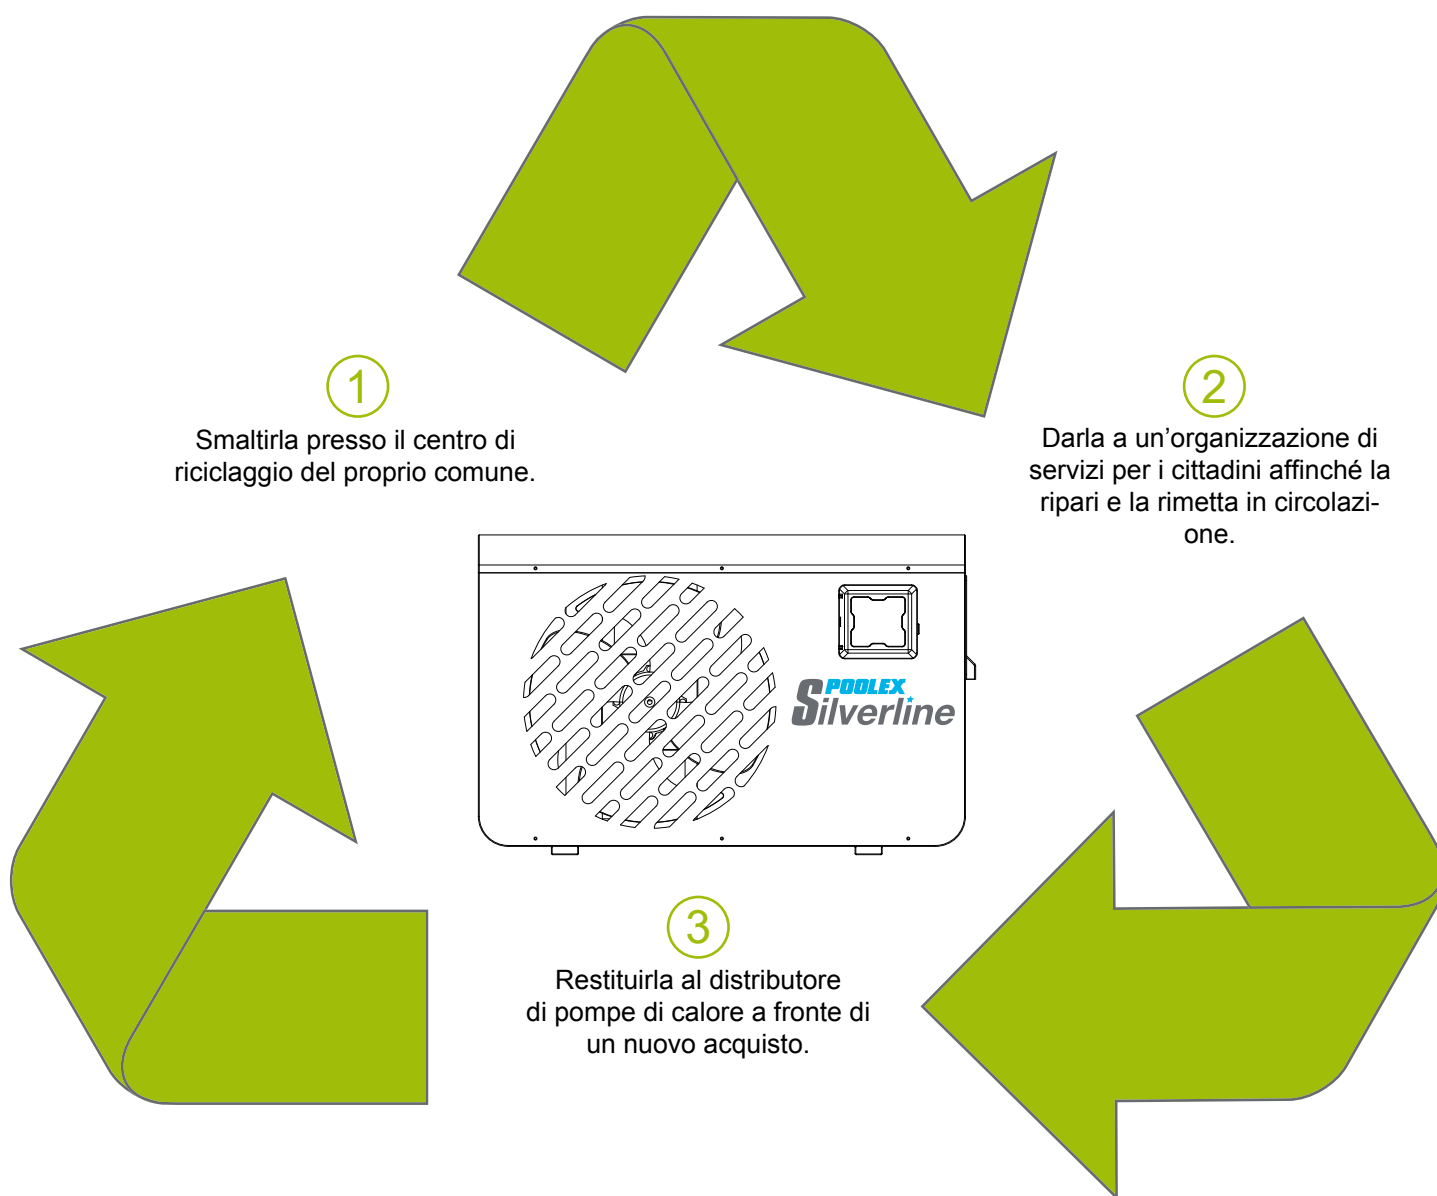 1
Smaltirla presso il centro di
riciclaggio del proprio comune.
2
Darla a un’organizzazione di
servizi per i cittadini affinché la
ripari e la rimetta in circolazi-
one.
POOLEX
Silverline
3
Restituirla al distributore
di pompe di calore a fronte di
un nuovo acquisto.